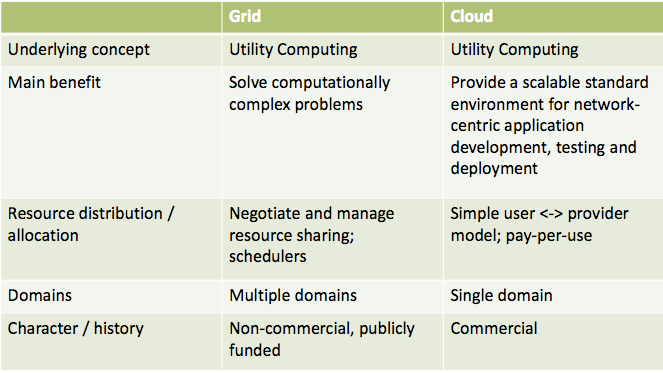 Grid Cloud
Underlying concept Utility Computing Utility Computing
Main benefit Solve computationally Provide a scalable standard
complex problems environment for network-
centric application
development, testing and
deployment
Resource distribution / Negotiate and manage Simple user <-> provider
allocation resource sharing; model; pay-per-use
schedulers
Domains Multiple domains Single domain
Character / history Non-commercial, publicly Commercial
funded